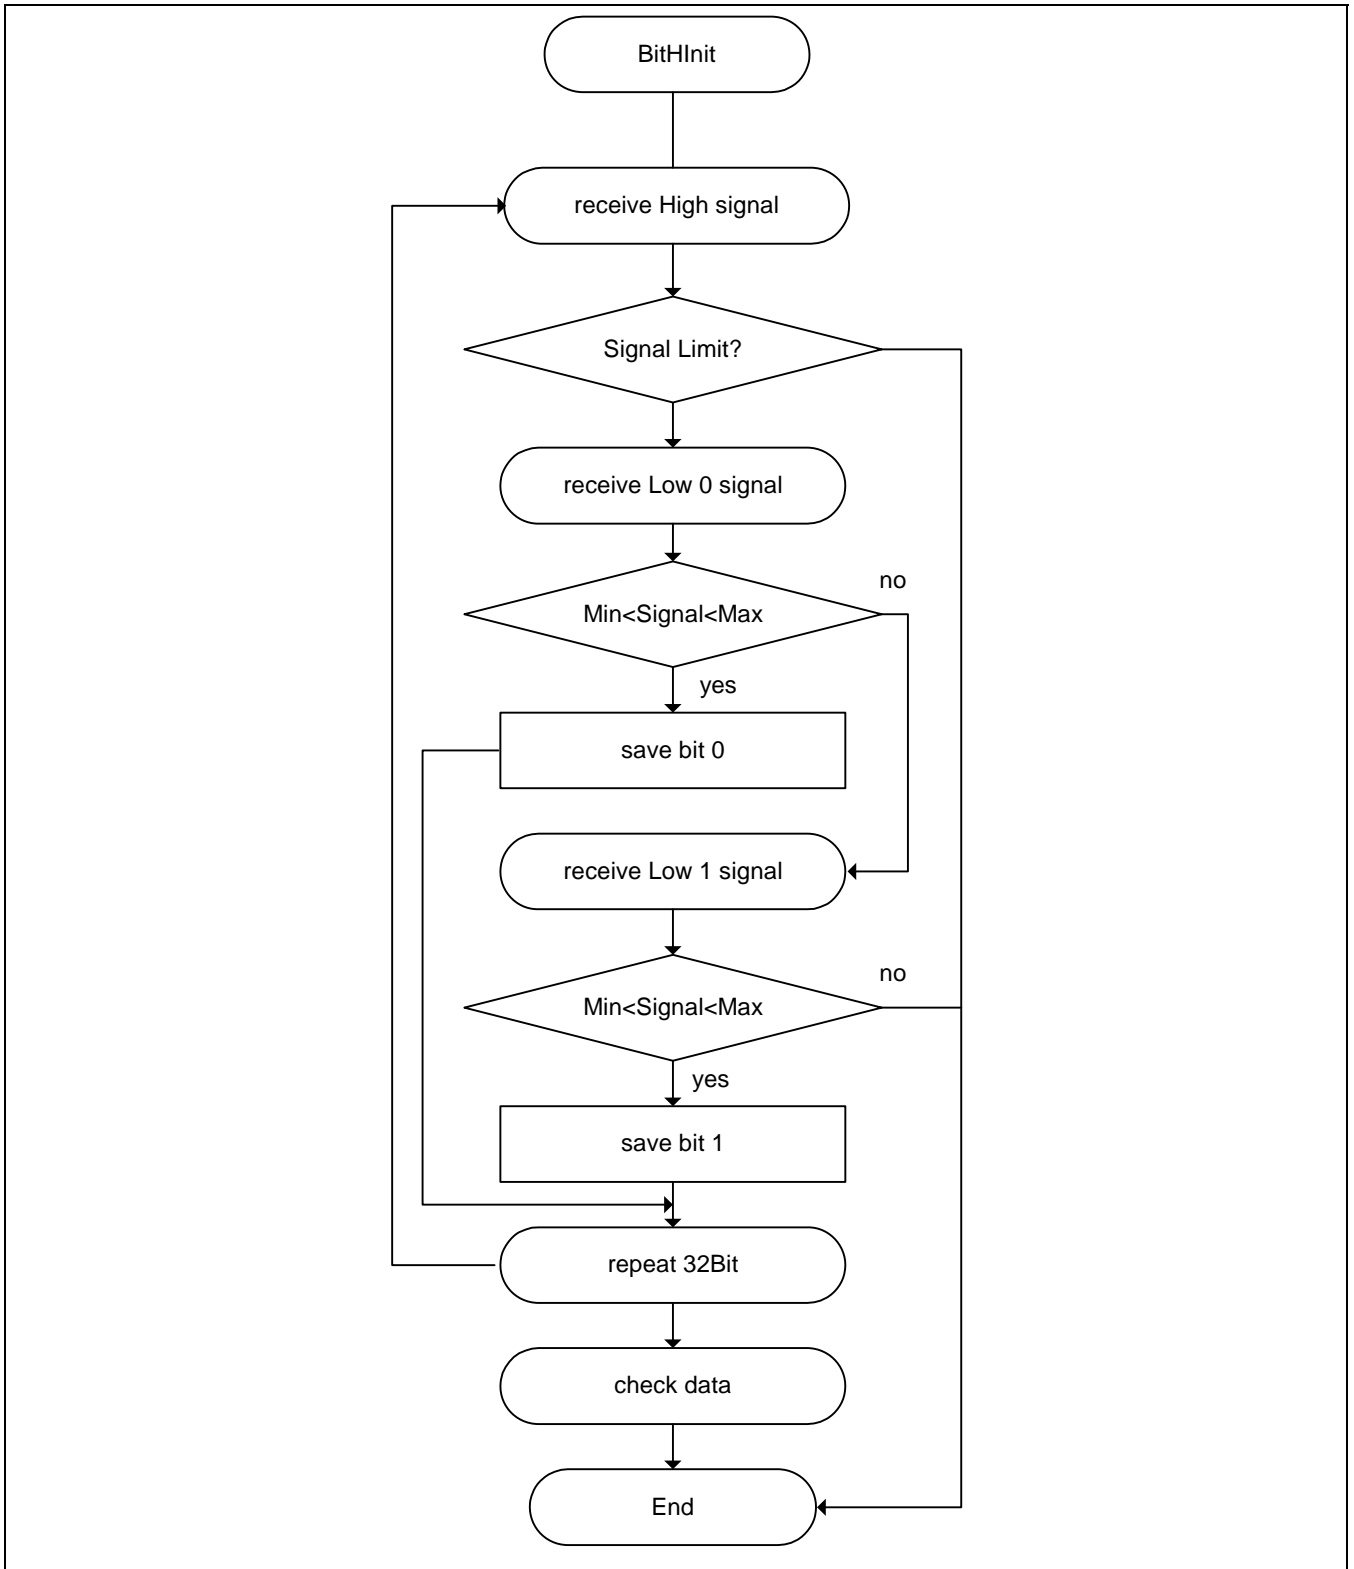 BitHInit
receive High signal
Signal Limit?
receive Low 0 signal
no
Min<Signal<Max
yes
save bit 0
receive Low 1 signal
no
Min<Signal<Max
yes
save bit 1
repeat 32Bit
check data
End